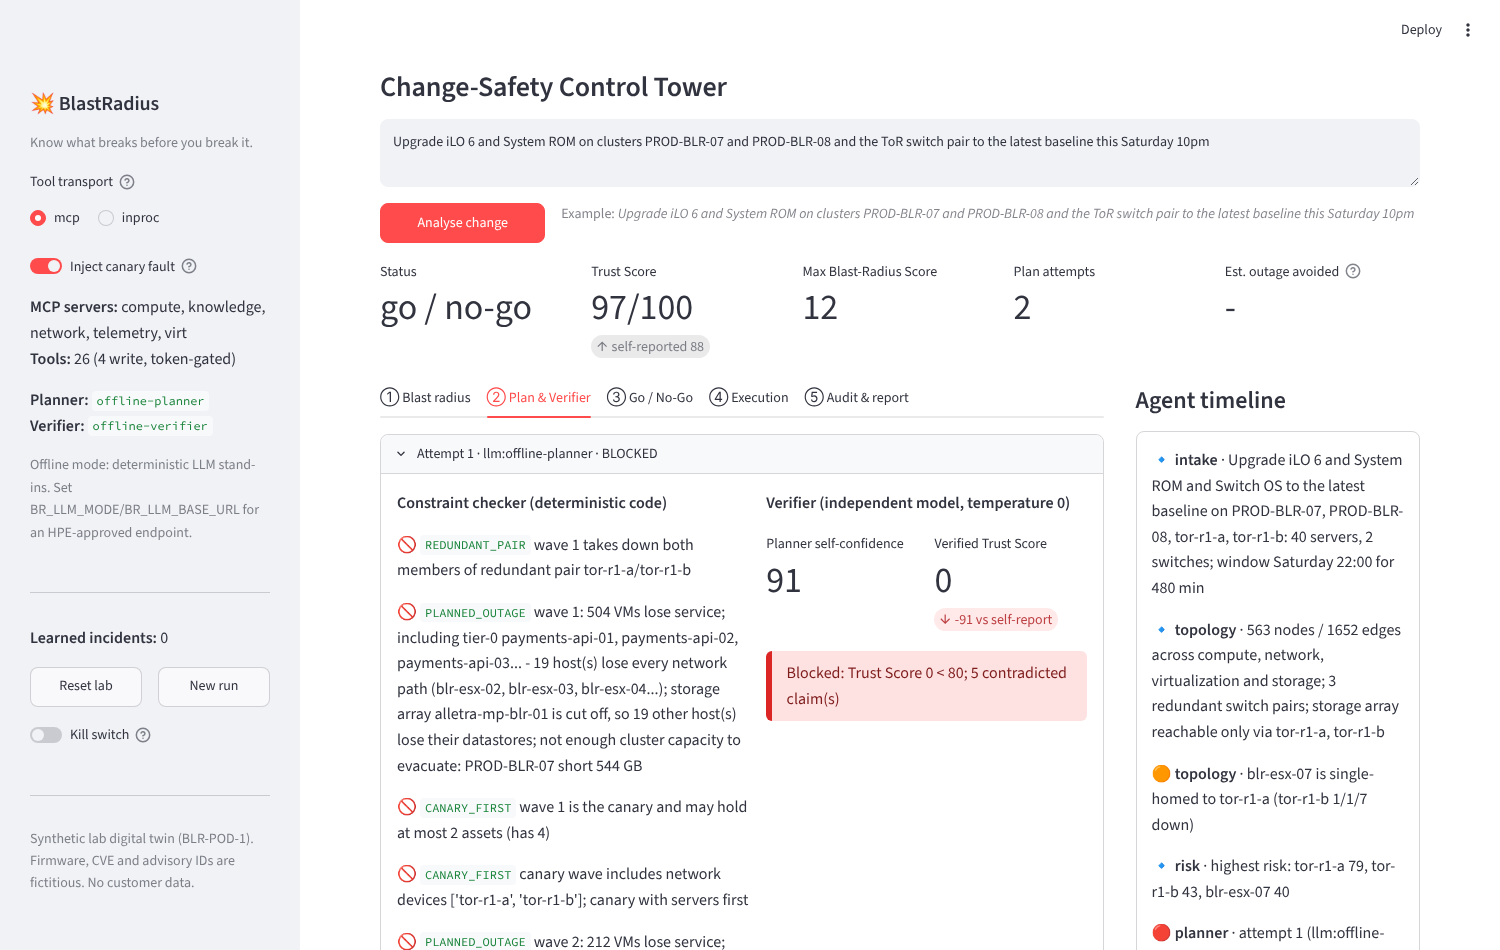 Deploy
💥 BlastRadius
Know what breaks before you break it.
Tool transport
mcp
inproc
Inject canary fault
MCP servers: compute, knowledge,
network, telemetry, virt
Tools: 26 (4 write, token-gated)
Planner: offline-planner
Verifier: offline-verifier
Offline mode: deterministic LLM stand-
ins. Set
BR_LLM_MODE/BR_LLM_BASE_URL for
an HPE-approved endpoint.
Learned incidents: 0
Reset lab
New run
Kill switch
Synthetic lab digital twin (BLR-POD-1).
Firmware, CVE and advisory IDs are
fictitious. No customer data.
Change-Safety Control Tower
Upgrade iLO 6 and System ROM on clusters PROD-BLR-07 and PROD-BLR-08 and the ToR switch pair to the latest baseline this Saturday 10pm
Analyse change
Example: Upgrade iLO 6 and System ROM on clusters PROD-BLR-07 and PROD-BLR-08 and the ToR switch pair to the latest baseline this Saturday 10pm
Status
go / no-go
Trust Score
97/100
↑ self-reported 88
Max Blast-Radius Score
12
Plan attempts
2
Est. outage avoided
-
① Blast radius
② Plan & Verifier
③ Go / No-Go
④ Execution
⑤ Audit & report
Attempt 1 · llm:offline-planner · BLOCKED
Constraint checker (deterministic code)
🚫 REDUNDANT_PAIR wave 1 takes down both
members of redundant pair tor-r1-a/tor-r1-b
🚫 PLANNED_OUTAGE wave 1: 504 VMs lose service;
including tier-0 payments-api-01, payments-api-02,
payments-api-03... - 19 host(s) lose every network
path (blr-esx-02, blr-esx-03, blr-esx-04...); storage
array alletra-mp-blr-01 is cut off, so 19 other host(s)
lose their datastores; not enough cluster capacity to
evacuate: PROD-BLR-07 short 544 GB
🚫 CANARY_FIRST wave 1 is the canary and may hold
at most 2 assets (has 4)
🚫 CANARY_FIRST canary wave includes network
devices ['tor-r1-a', 'tor-r1-b']; canary with servers first
🚫 PLANNED_OUTAGE wave 2: 212 VMs lose service;
Verifier (independent model, temperature 0)
Planner self-confidence
91
Verified Trust Score
0
↓ -91 vs self-report
Blocked: Trust Score 0 < 80; 5 contradicted
claim(s)
Agent timeline
🔹 intake · Upgrade iLO 6 and System
ROM and Switch OS to the latest
baseline on PROD-BLR-07, PROD-BLR-
08, tor-r1-a, tor-r1-b: 40 servers, 2
switches; window Saturday 22:00 for
480 min
🔹 topology · 563 nodes / 1652 edges
across compute, network,
virtualization and storage; 3
redundant switch pairs; storage array
reachable only via tor-r1-a, tor-r1-b
🟠 topology · blr-esx-07 is single-
homed to tor-r1-a (tor-r1-b 1/1/7
down)
🔹 risk · highest risk: tor-r1-a 79, tor-
r1-b 43, blr-esx-07 40
🔴 planner · attempt 1 (llm:offline-